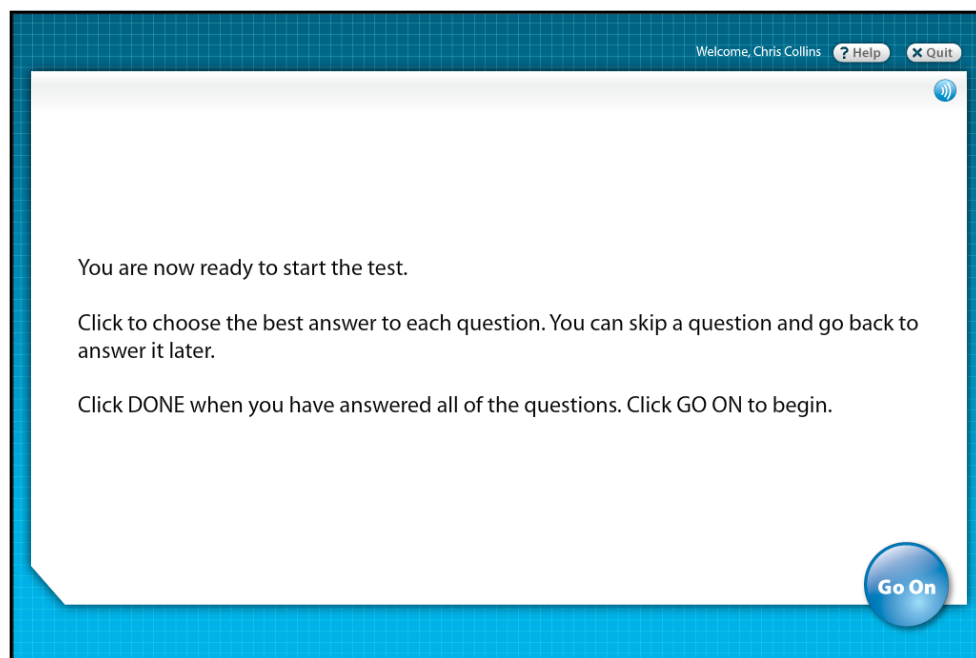 Welcome, Chris Collins ? Help × Quit
You are now ready to start the test.
Click to choose the best answer to each question. You can skip a question and go back to
answer it later.
Click DONE when you have answered all of the questions. Click GO ON to begin.
Go On